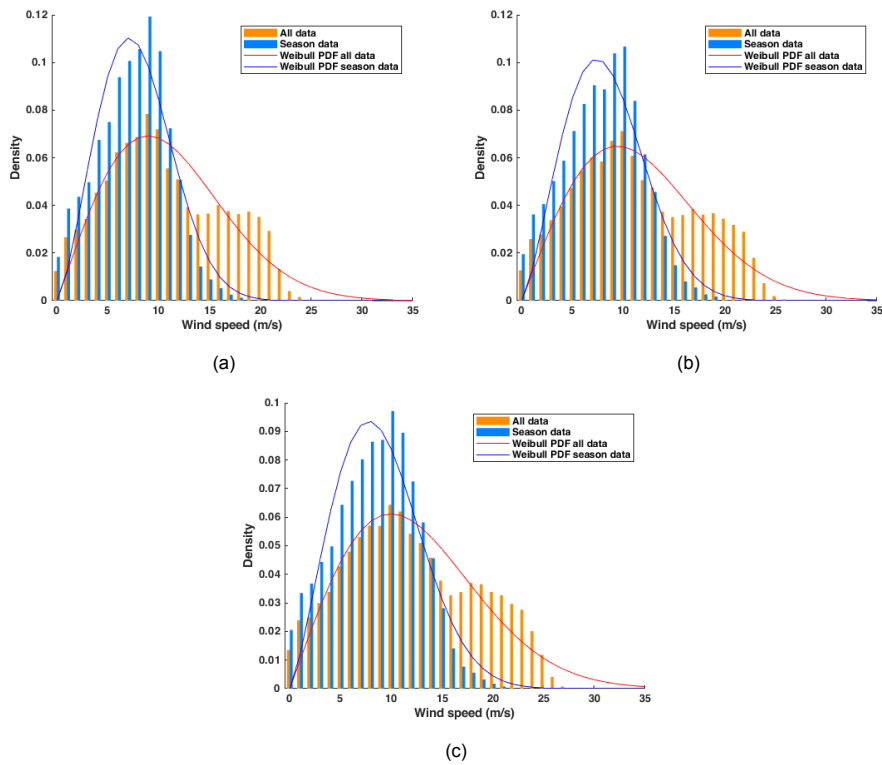 0.12
0.1
0.08
0.06
0.04
0.02
0
Density
All data
Season data
Weibull PDF all data
Weibull PDF season data
0 5 10 15 20 25 30 35
Wind speed (m/s)
(a)
0.12
0.1
0.08
0.06
0.04
0.02
0
Density
All data
Season data
Weibull PDF all data
Weibull PDF season data
0 5 10 15 20 25 30 35
Wind speed (m/s)
(b)
0.1
0.09
0.08
0.07
0.06
0.05
0.04
0.03
0.02
0.01
0
Density
All data
Season data
Weibull PDF all data
Weibull PDF season data
0 5 10 15 20 25 30 35
Wind speed (m/s)
(c)